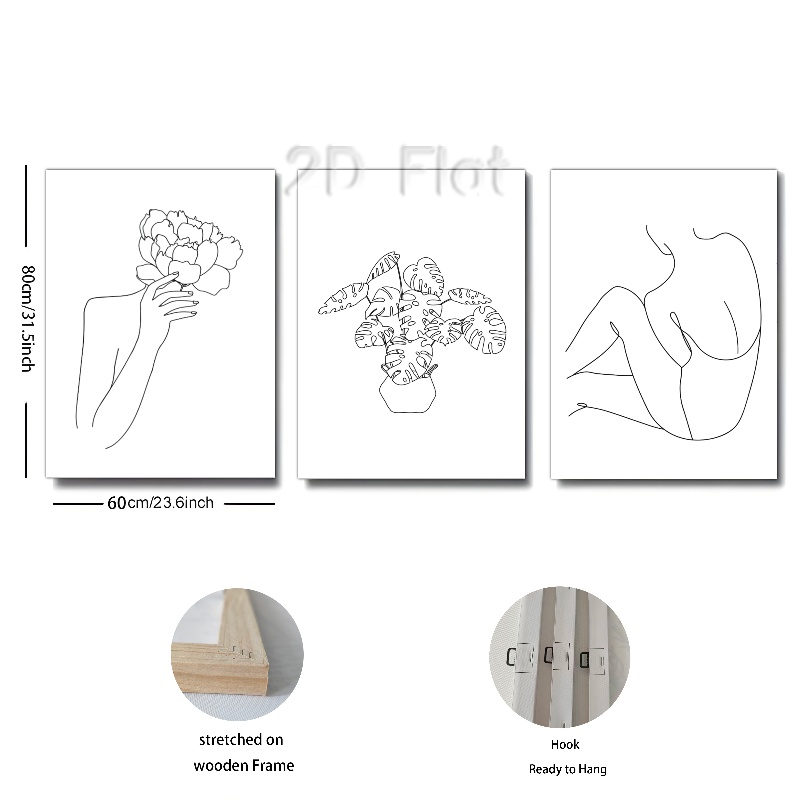 2D Flat
80cm/31.5inch
60cm/23.6inch
stretched on
wooden Frame
Hook
Ready to Hang